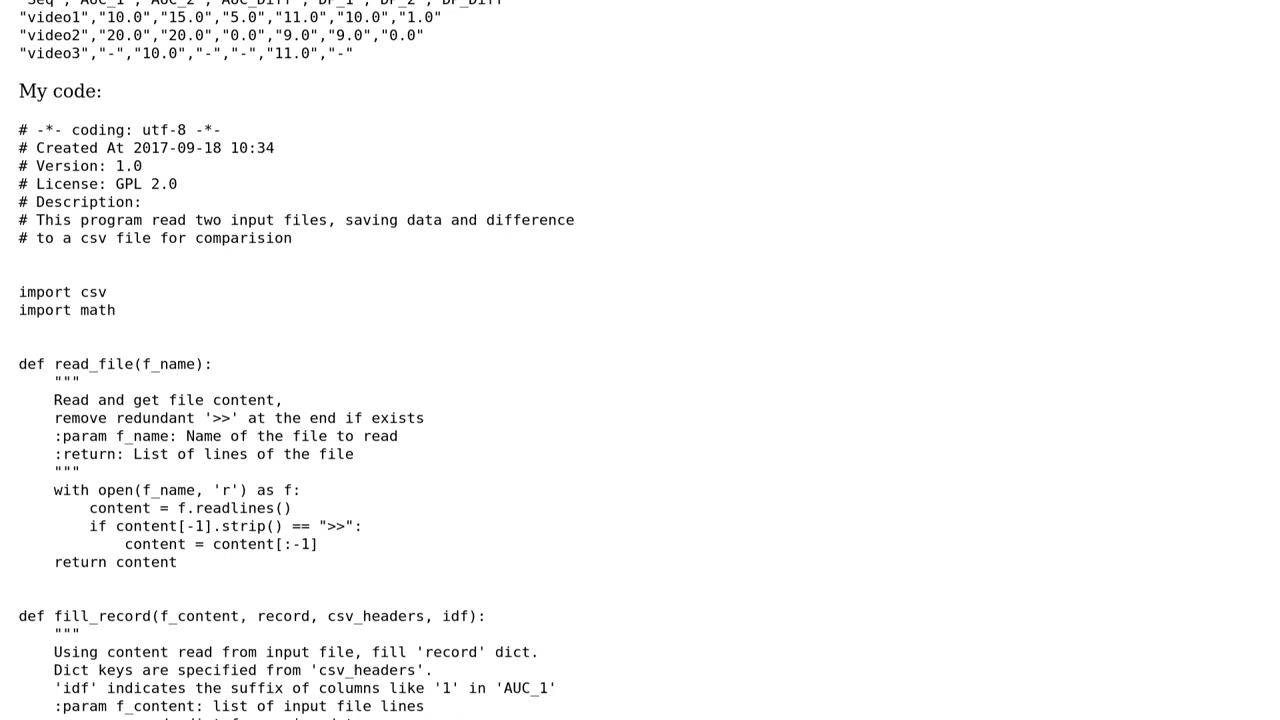 "Seq","AUC_1","AUC_2","AUC_Diff","DP_1","DP_2","DP_Diff"
"video1","10.0","15.0","5.0","11.0","10.0","1.0"
"video2","20.0","20.0","0.0","9.0","9.0","0.0"
"video3","-","10.0","-","-","11.0","-"
My code:
# -*- coding: utf-8 -*-
# Created At 2017-09-18 10:34
# Version: 1.0
# License: GPL 2.0
# Description:
# This program read two input files, saving data and difference
# to a csv file for comparision
import csv
import math
def read_file(f_name):
"""
Read and get file content,
remove redundant '>>' at the end if exists
:param f_name: Name of the file to read
:return: List of lines of the file
"""
with open(f_name, 'r') as f:
content = f.readlines()
if content[-1].strip() == ">>":
content = content[:-1]
return content
def fill_record(f_content, record, csv_headers, idf):
"""
Using content read from input file, fill 'record' dict.
Dict keys are specified from 'csv_headers'.
'idf' indicates the suffix of columns like '1' in 'AUC_1'
:param f_content: list of input file lines